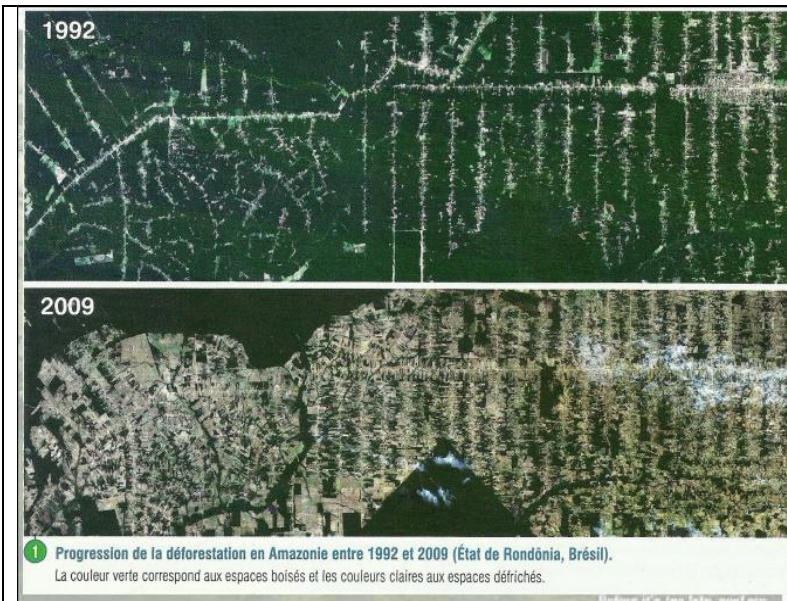 1992
2009
1 Progression de la déforestation en Amazonie entre 1992 et 2009 (État de Rondônia, Brésil).
La couleur verte correspond aux espaces boisés et les couleurs claires aux espaces défrichés.